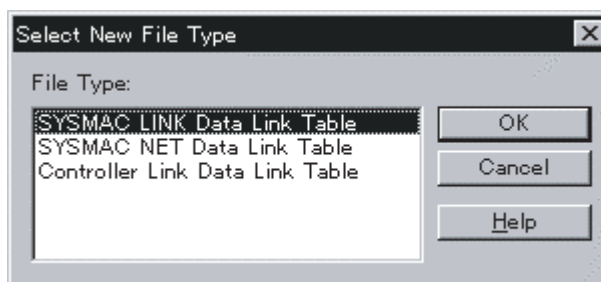 Select New File Type
File Type:
SYSMAC LINK Data Link Table
SYSMAC NET Data Link Table
Controller Link Data Link Table
OK
Cancel
Help